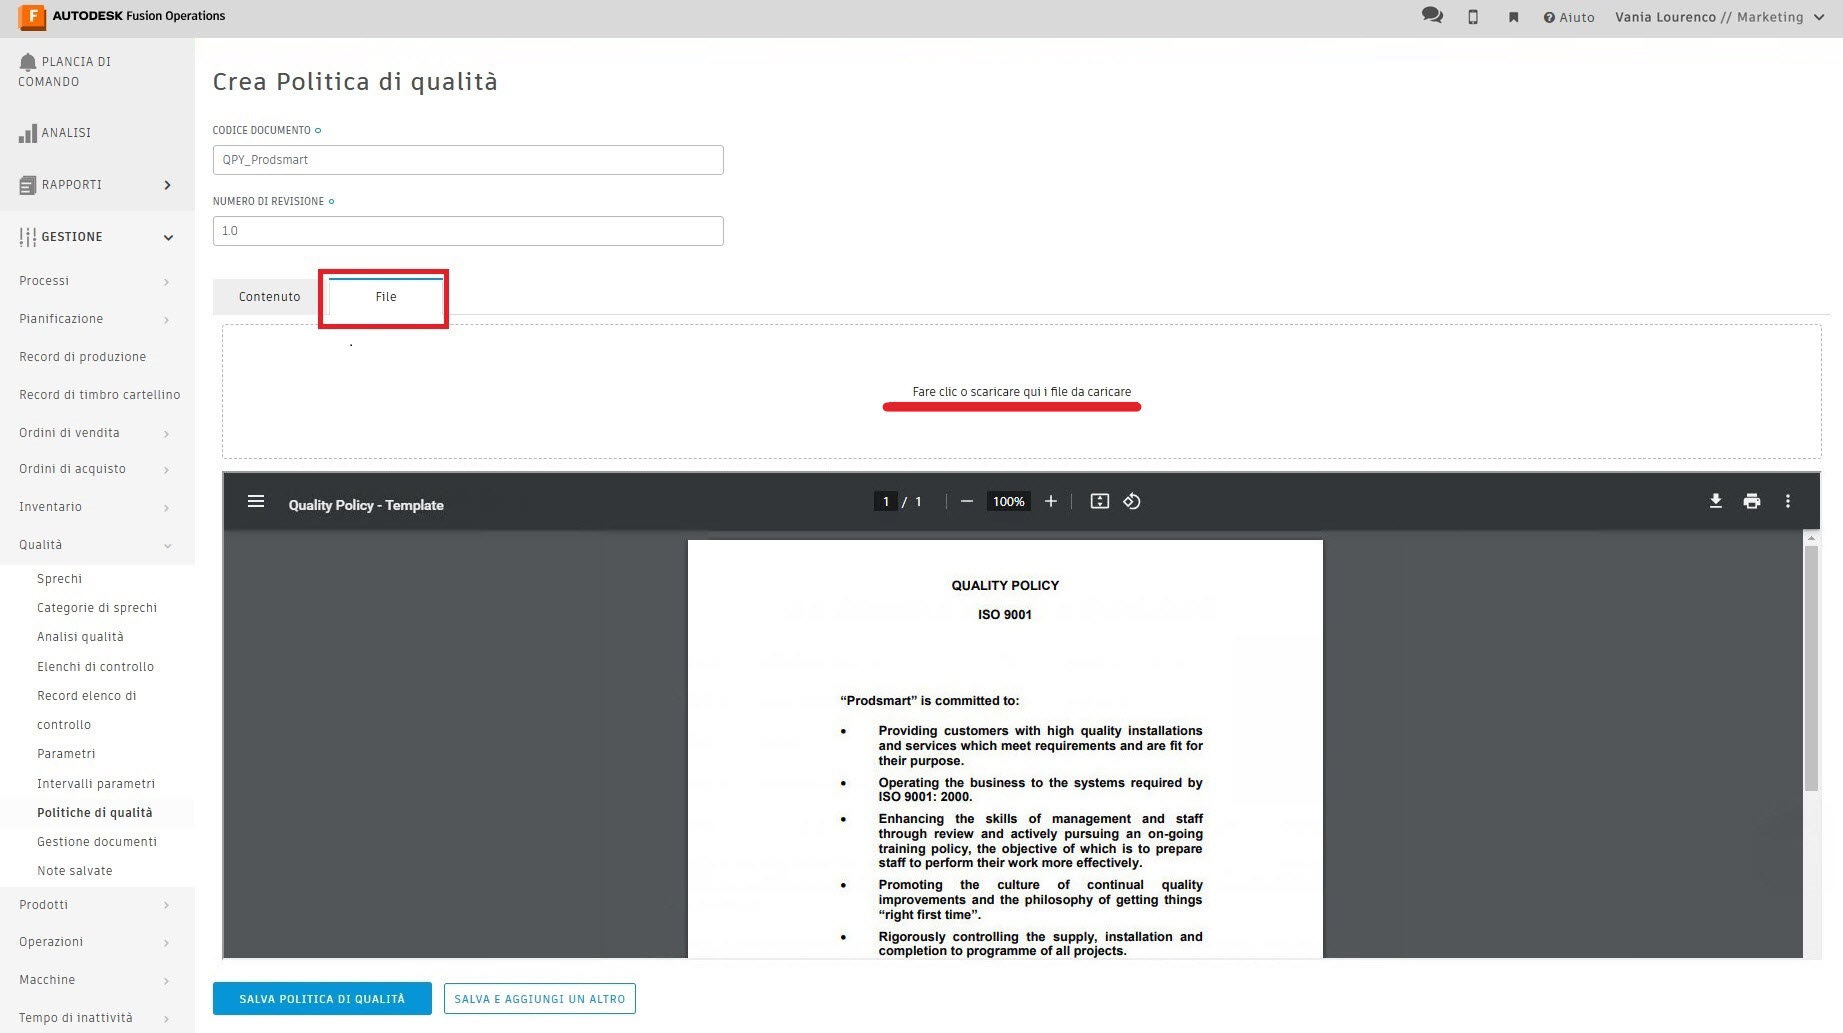 AUTODESK Fusion Operations
Aiuto
Vania Lourenco // Marketing
PLANCIA DI
COMANDO
ANALISI
RAPPORTI
GESTIONE
Processi
Pianificazione
Record di produzione
Record di timbro cartellino
Ordini di vendita
Ordini di acquisto
Inventario
Qualità
Sprechi
Categorie di sprechi
Analisi qualità
Elenchi di controllo
Record elenco di
controllo
Parametri
Intervalli parametri
Politiche di qualità
Gestione documenti
Note salvate
Prodotti
Operazioni
Macchine
Tempo di inattività
Crea Politica di qualità
CODICE DOCUMENTO
QPY_Prodsmart
NUMERO DI REVISIONE
1.0
Contenuto
File
Fare clic o scaricare qui i file da caricare
Quality Policy - Template
1 / 1
100%
QUALITY POLICY
ISO 9001
“Prodsmart” is committed to:
• Providing customers with high quality installations
and services which meet requirements and are fit for
their purpose.
• Operating the business to the systems required by
ISO 9001: 2000.
• Enhancing the skills of management and staff
through review and actively pursuing an on-going
training policy, the objective of which is to prepare
staff to perform their work more effectively.
• Promoting the culture of continual quality
improvements and the philosophy of getting things
“right first time”.
• Rigorously controlling the supply, installation and
completion to programme of all projects.
SALVA POLITICA DI QUALITÀ
SALVA E AGGIUNGI UN ALTRO